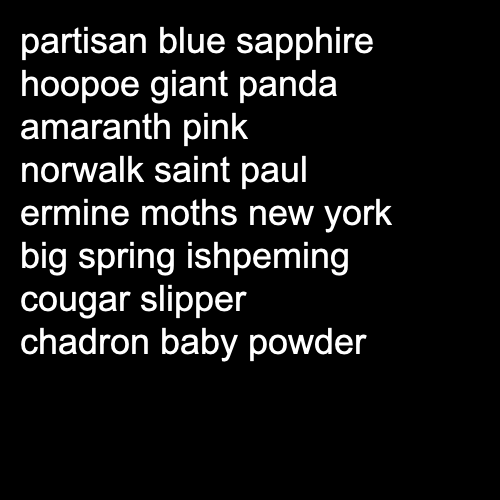 partisan blue sapphire
hoopoe giant panda
amaranth pink
norwalk saint paul
ermine moths new york
big spring ishpeming
cougar slipper
chadron baby powder